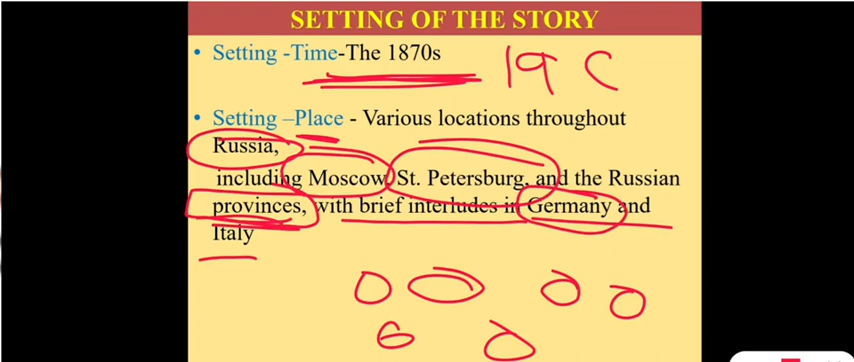 SETTING OF THE STORY
• Setting -Time-The 1870s
19 C
• Setting –Place - Various locations throughout
Russia,
including Moscow, St. Petersburg, and the Russian
provinces, with brief interludes in Germany and
Italy